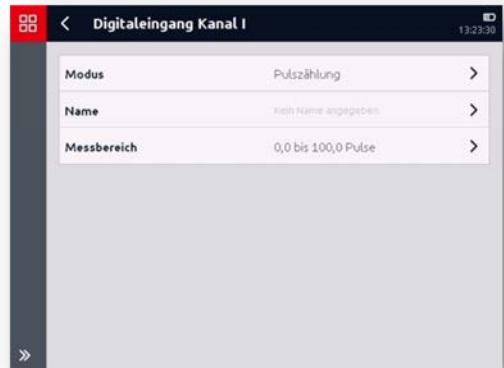 Digitaleingang Kanal I
13:23:30
Modus Pulszählung
Name Kein Name angegeben
Messbereich 0,0 bis 100,0 Pulse